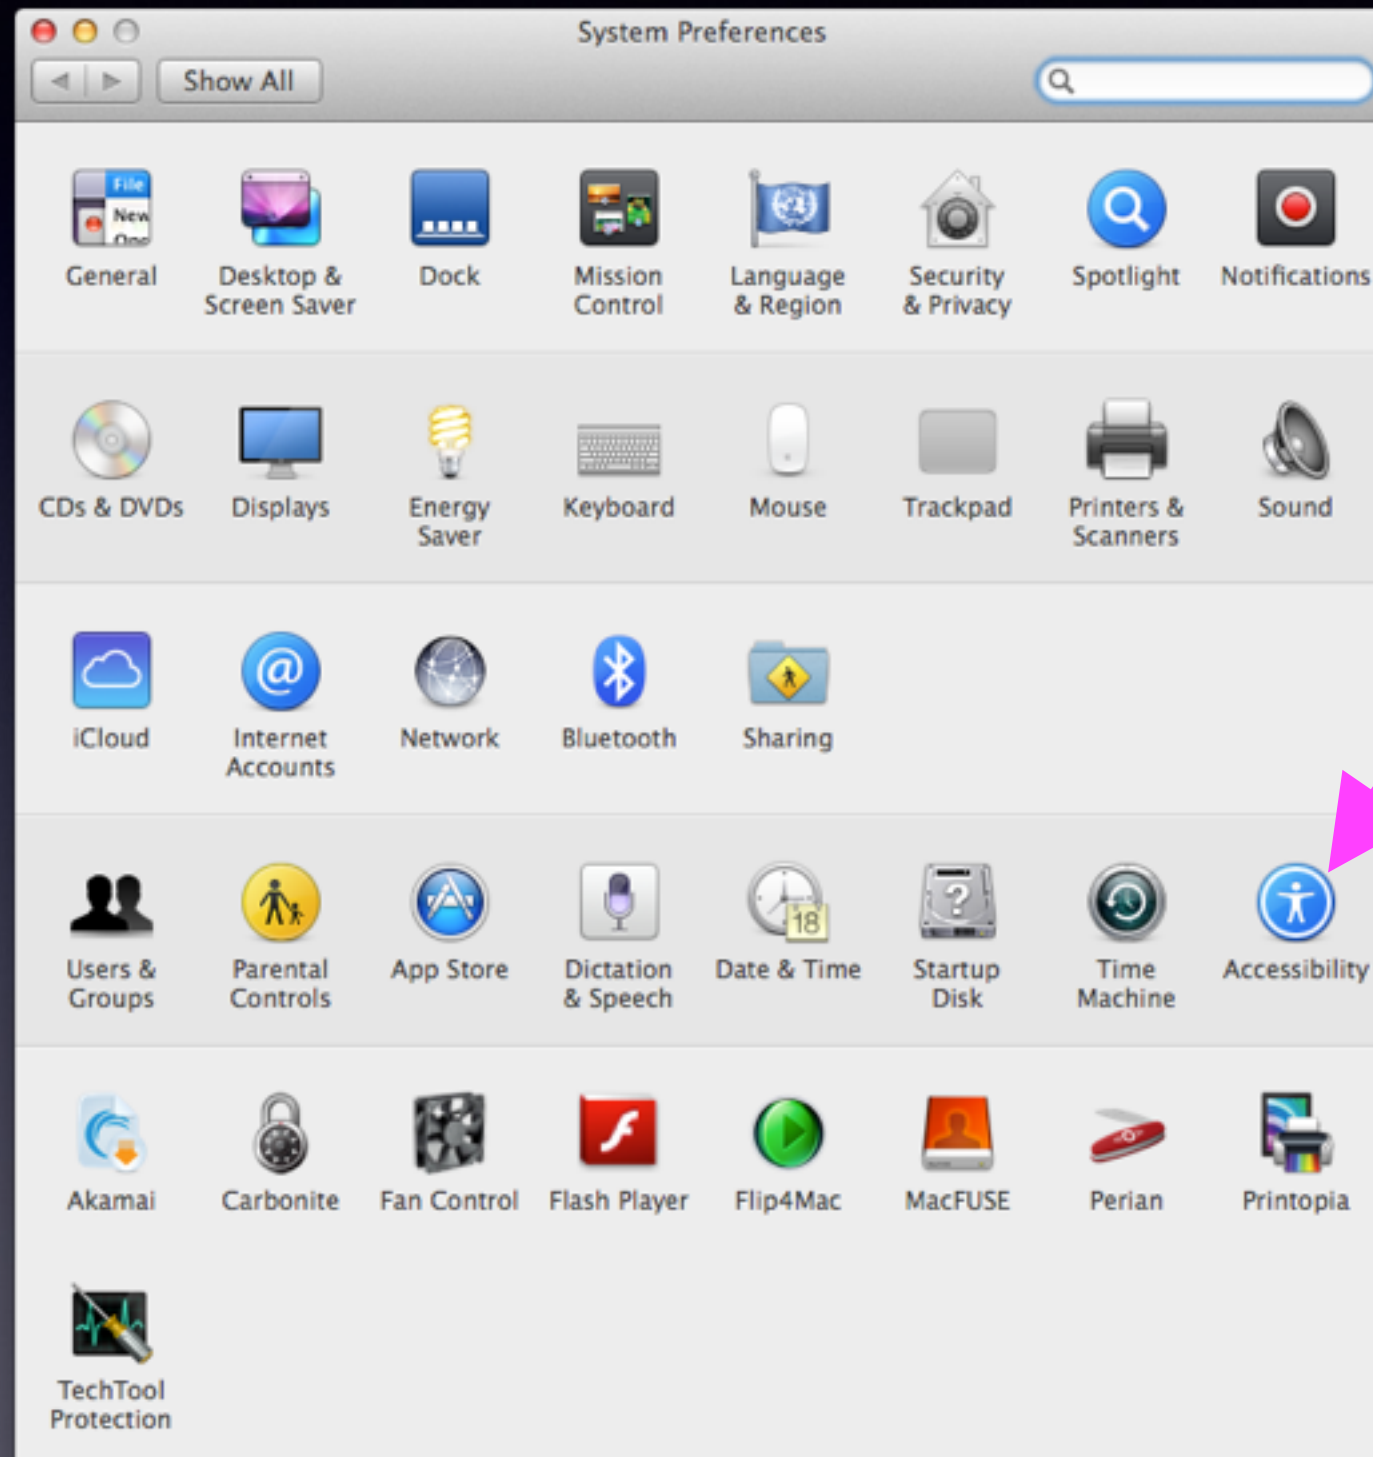 System Preferences
Show All
File
New
General
Desktop &
Screen Saver
Dock
Mission
Control
Language
& Region
Security
& Privacy
Spotlight
Notifications
CDs & DVDs
Displays
Energy
Saver
Keyboard
Mouse
Trackpad
Printers &
Scanners
Sound
@
iCloud
Internet
Accounts
Network
Bluetooth
Sharing
18
?
Users &
Groups
Parental
Controls
App Store
Dictation
& Speech
Date & Time
Startup
Disk
Time
Machine
Accessibility
Akamai
Carbonite
Fan Control
Flash Player
Flip4Mac
MacFUSE
Perian
Printopia
TechTool
Protection